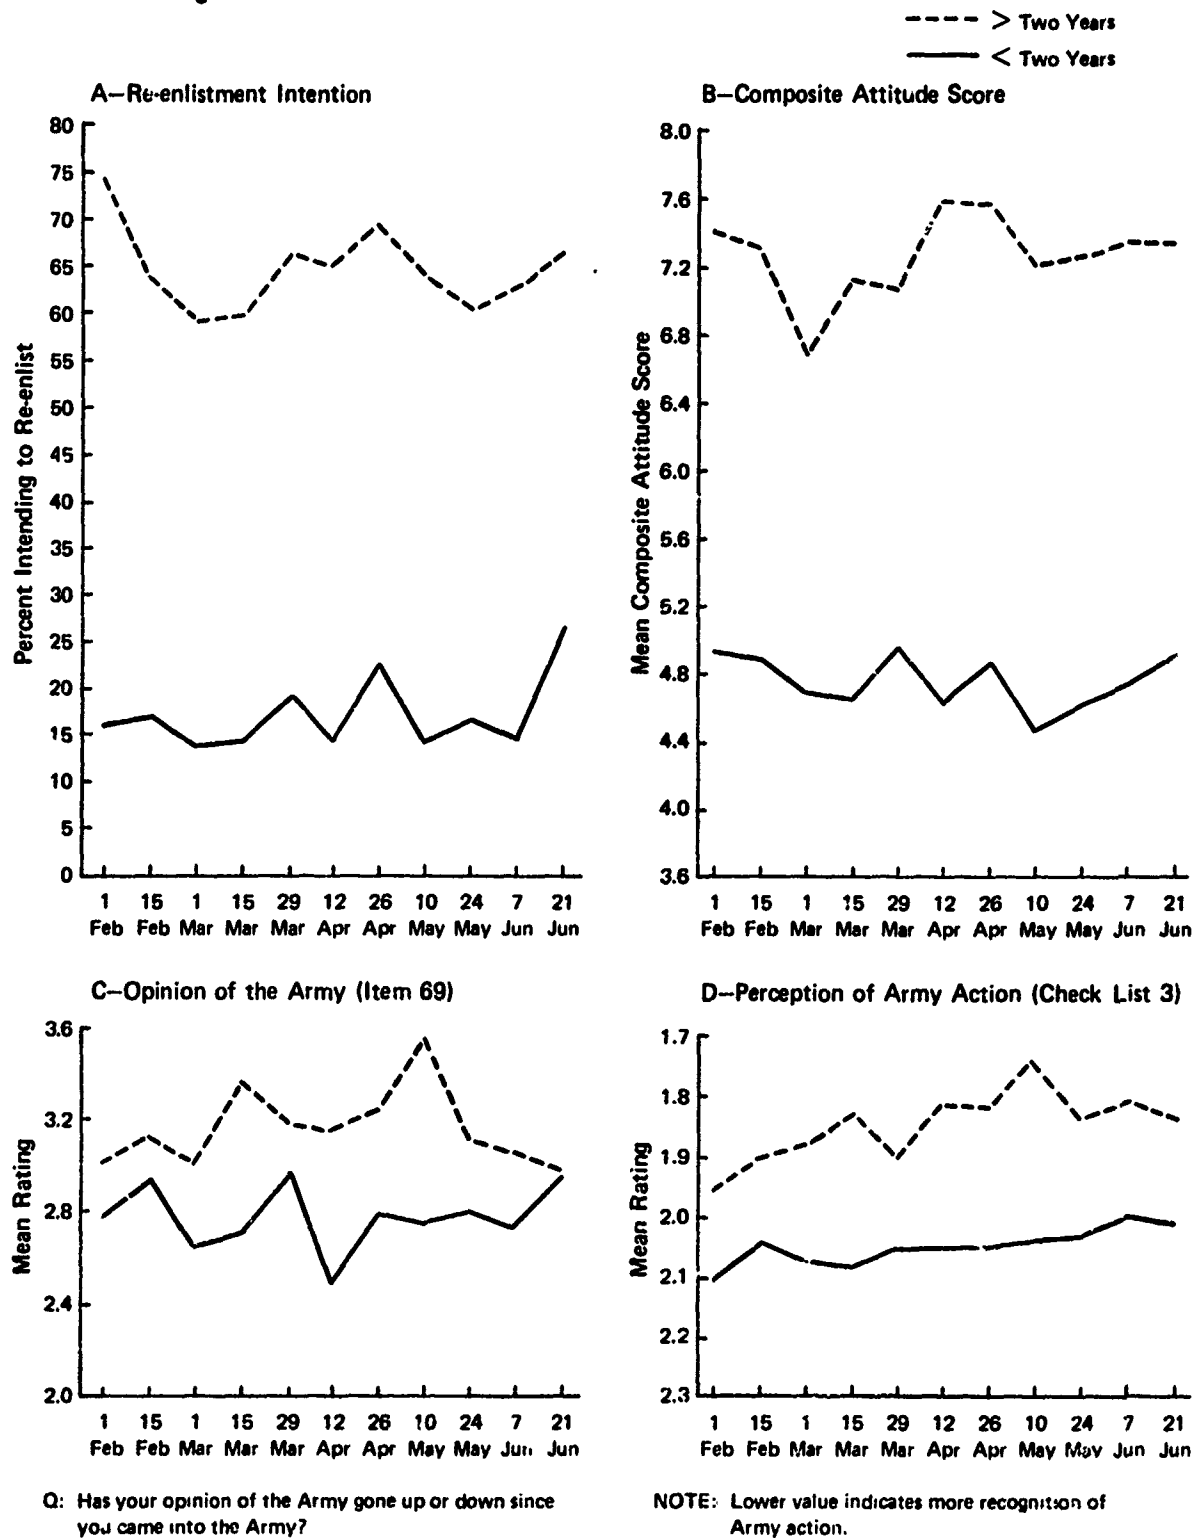 > Two Years
< Two Years
A—Re-enlistment Intention
80
75
70
65
60
55
50
45
40
35
30
25
20
15
10
5
0
Percent Intending to Re-enlist
1 15 1 15 29 12 26 10 24 7 21
Feb Feb Mar Mar Mar Apr Apr May May Jun Jun
B—Composite Attitude Score
8.0
7.6
7.2
6.8
6.4
6.0
5.6
5.2
4.8
4.4
4.0
3.6
Mean Composite Attitude Score
1 15 1 15 29 12 26 10 24 7 21
Feb Feb Mar Mar Mar Apr Apr May May Jun Jun
C—Opinion of the Army (Item 69)
3.6
3.2
2.8
2.4
2.0
Mean Rating
1 15 1 15 29 12 26 10 24 7 21
Feb Feb Mar Mar Mar Apr Apr May May Jun Jun
Q: Has your opinion of the Army gone up or down since
you came into the Army?
D—Perception of Army Action (Check List 3)
1.7
1.8
1.9
2.0
2.1
2.2
2.3
Mean Rating
1 15 1 15 29 12 26 10 24 7 21
Feb Feb Mar Mar Mar Apr Apr May May Jun Jun
NOTE: Lower value indicates more recognition of
Army action.